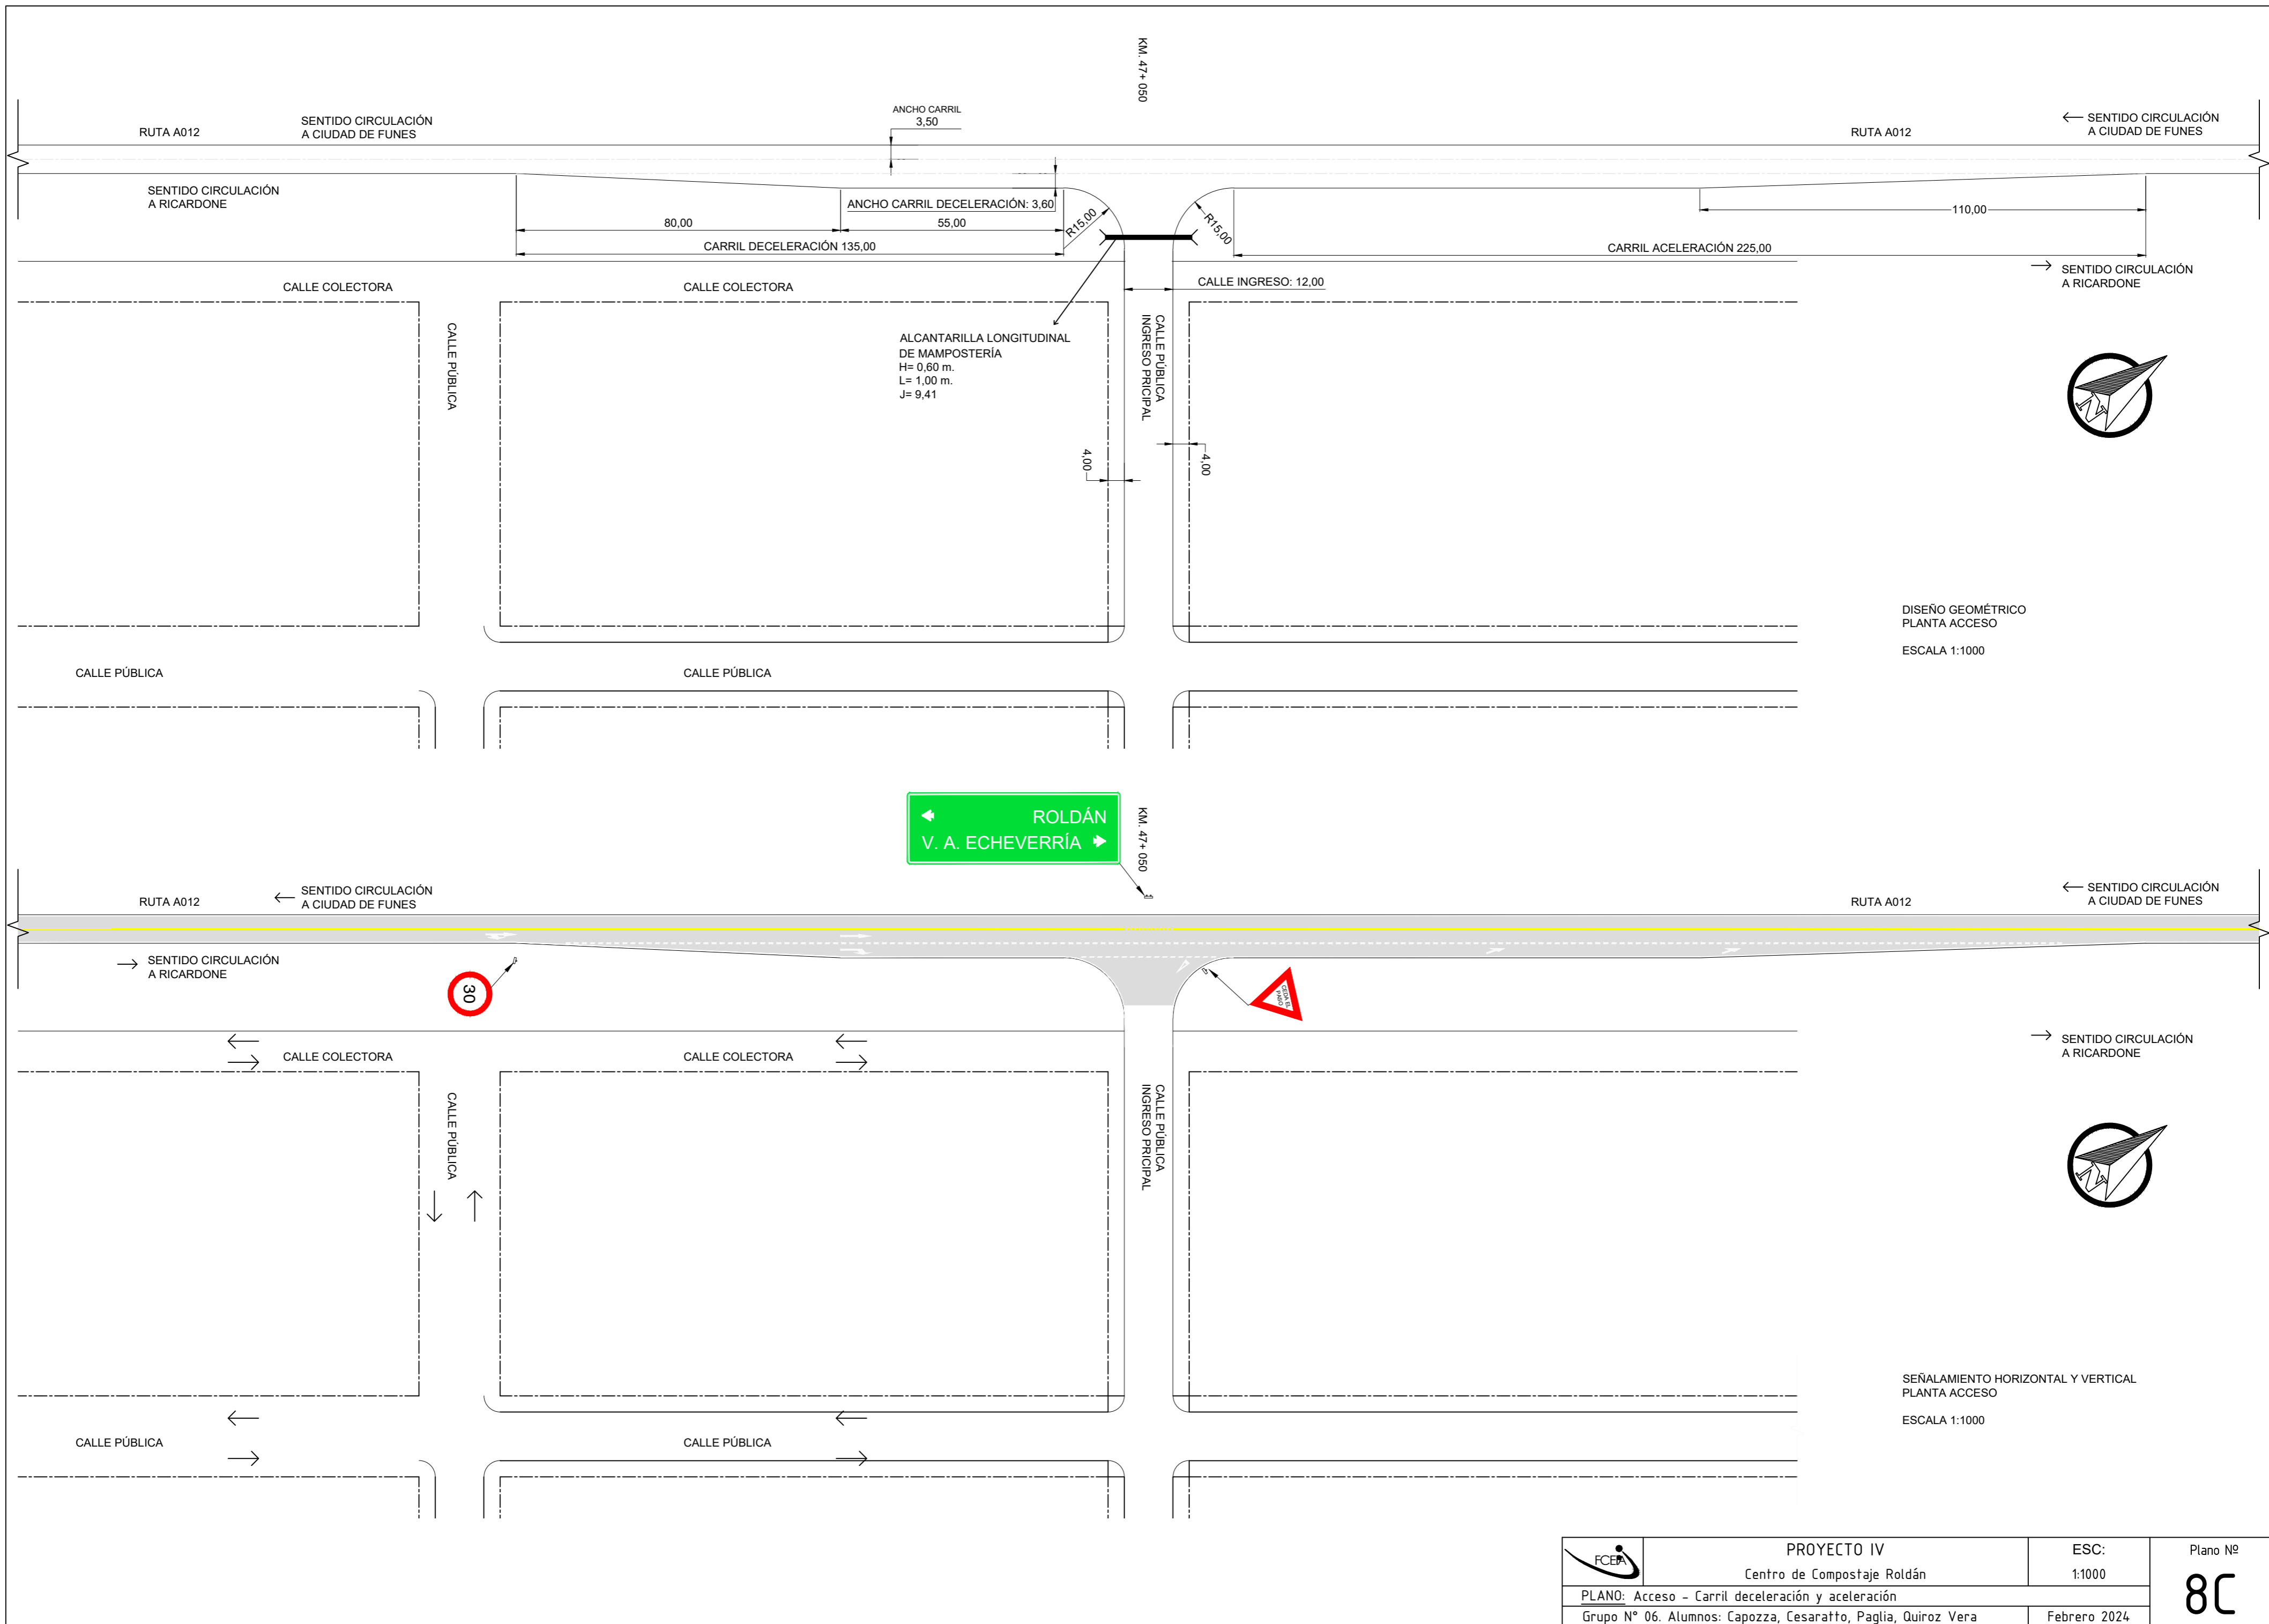 KM. 47+ 050
ANCHO CARRIL
3,50
RUTA A012
SENTIDO CIRCULACIÓN
A CIUDAD DE FUNES
RUTA A012
SENTIDO CIRCULACIÓN
A CIUDAD DE FUNES
SENTIDO CIRCULACIÓN
A RICARDONE
ANCHO CARRIL DECELERACIÓN: 3,60
80,00
55,00
R15,00
R15,00
110,00
CARRIL DECELERACIÓN 135,00
CARRIL ACELERACIÓN 225,00
SENTIDO CIRCULACIÓN
A RICARDONE
CALLE COLECTORA
CALLE COLECTORA
CALLE INGRESO: 12,00
CALLE PÚBLICA
ALCANTARILLA LONGITUDINAL
DE MAMPOSTERÍA
H= 0,60 m.
L= 1,00 m.
J= 9,41
CALLE PÚBLICA
INGRESO PRICIPAL
N
4,00
4,00
DISEÑO GEOMÉTRICO
PLANTA ACCESO
ESCALA 1:1000
CALLE PÚBLICA
CALLE PÚBLICA
ROLDÁN
V. A. ECHEVERRÍA
KM. 47+ 050
RUTA A012
SENTIDO CIRCULACIÓN
A CIUDAD DE FUNES
RUTA A012
SENTIDO CIRCULACIÓN
A CIUDAD DE FUNES
SENTIDO CIRCULACIÓN
A RICARDONE
30
CEDA EL
PASO
SENTIDO CIRCULACIÓN
A RICARDONE
CALLE COLECTORA
CALLE COLECTORA
CALLE PÚBLICA
CALLE PÚBLICA
INGRESO PRICIPAL
N
SEÑALAMIENTO HORIZONTAL Y VERTICAL
PLANTA ACCESO
ESCALA 1:1000
CALLE PÚBLICA
CALLE PÚBLICA
FCEIA
PROYECTO IV
Centro de Compostaje Roldán
ESC:
1:1000
Plano Nº
8C
PLANO: Acceso - Carril deceleración y aceleración
Grupo N° 06. Alumnos: Capozza, Cesaratto, Paglia, Quiroz Vera
Febrero 2024